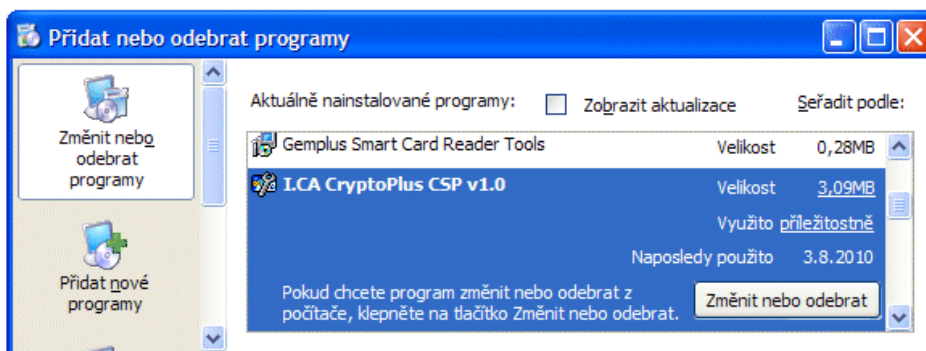 Přidat nebo odebrat programy
Změnit nebo
odebrat
programy
Přidat nové
programy
Aktuálně nainstalované programy:
Zobrazit aktualizace
Seřadit podle:
Gemplus Smart Card Reader Tools
Velikost
0,28MB
I.CA CryptoPlus CSP v1.0
Velikost
3,09MB
Využito
příležitostně
Naposledy použito
3.8.2010
Pokud chcete program změnit nebo odebrat z
počítače, klepněte na tlačítko Změnit nebo odebrat.
Změnit nebo odebrat